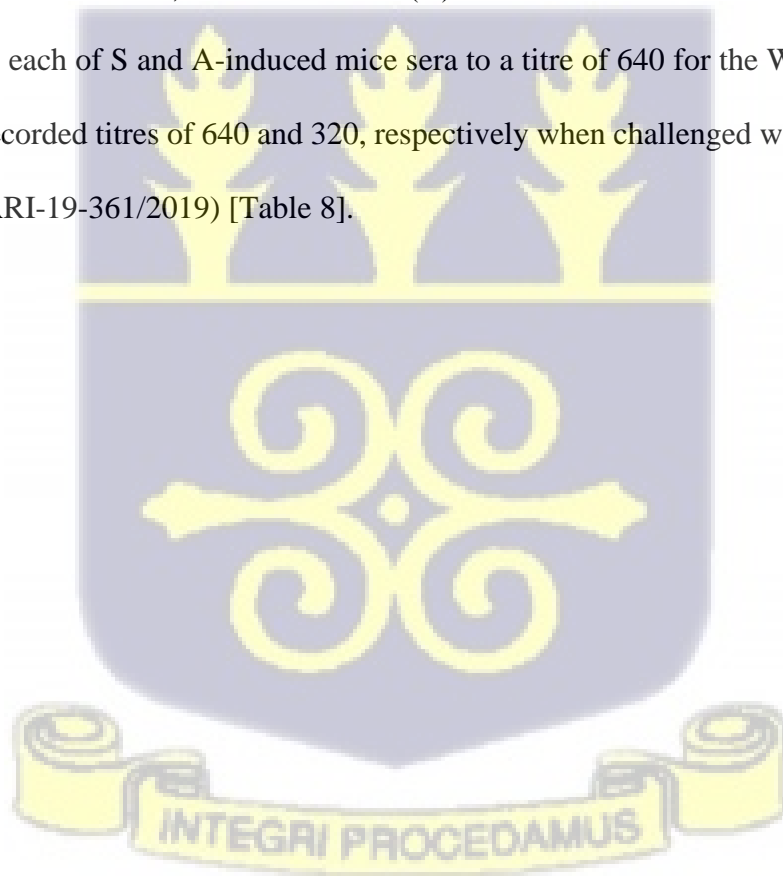 each of S and A-induced mice sera to a titre of 640 for the W
corded titres of 640 and 320, respectively when challenged w
RI-19-361/2019) [Table 8].
INTEGRI PROCEDAMUS